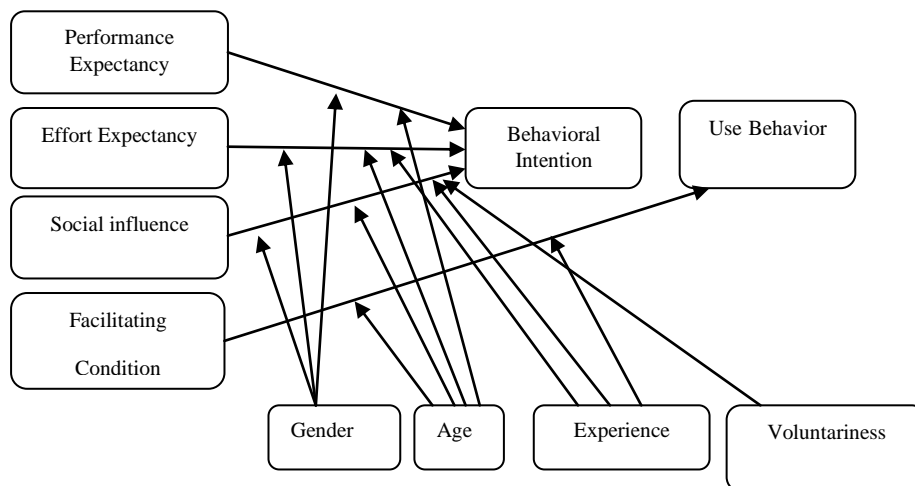 Performance
Expectancy
Effort Expectancy
Behavioral
Intention
Use Behavior
Social influence
Facilitating
Condition
Gender
Age
Experience
Voluntariness